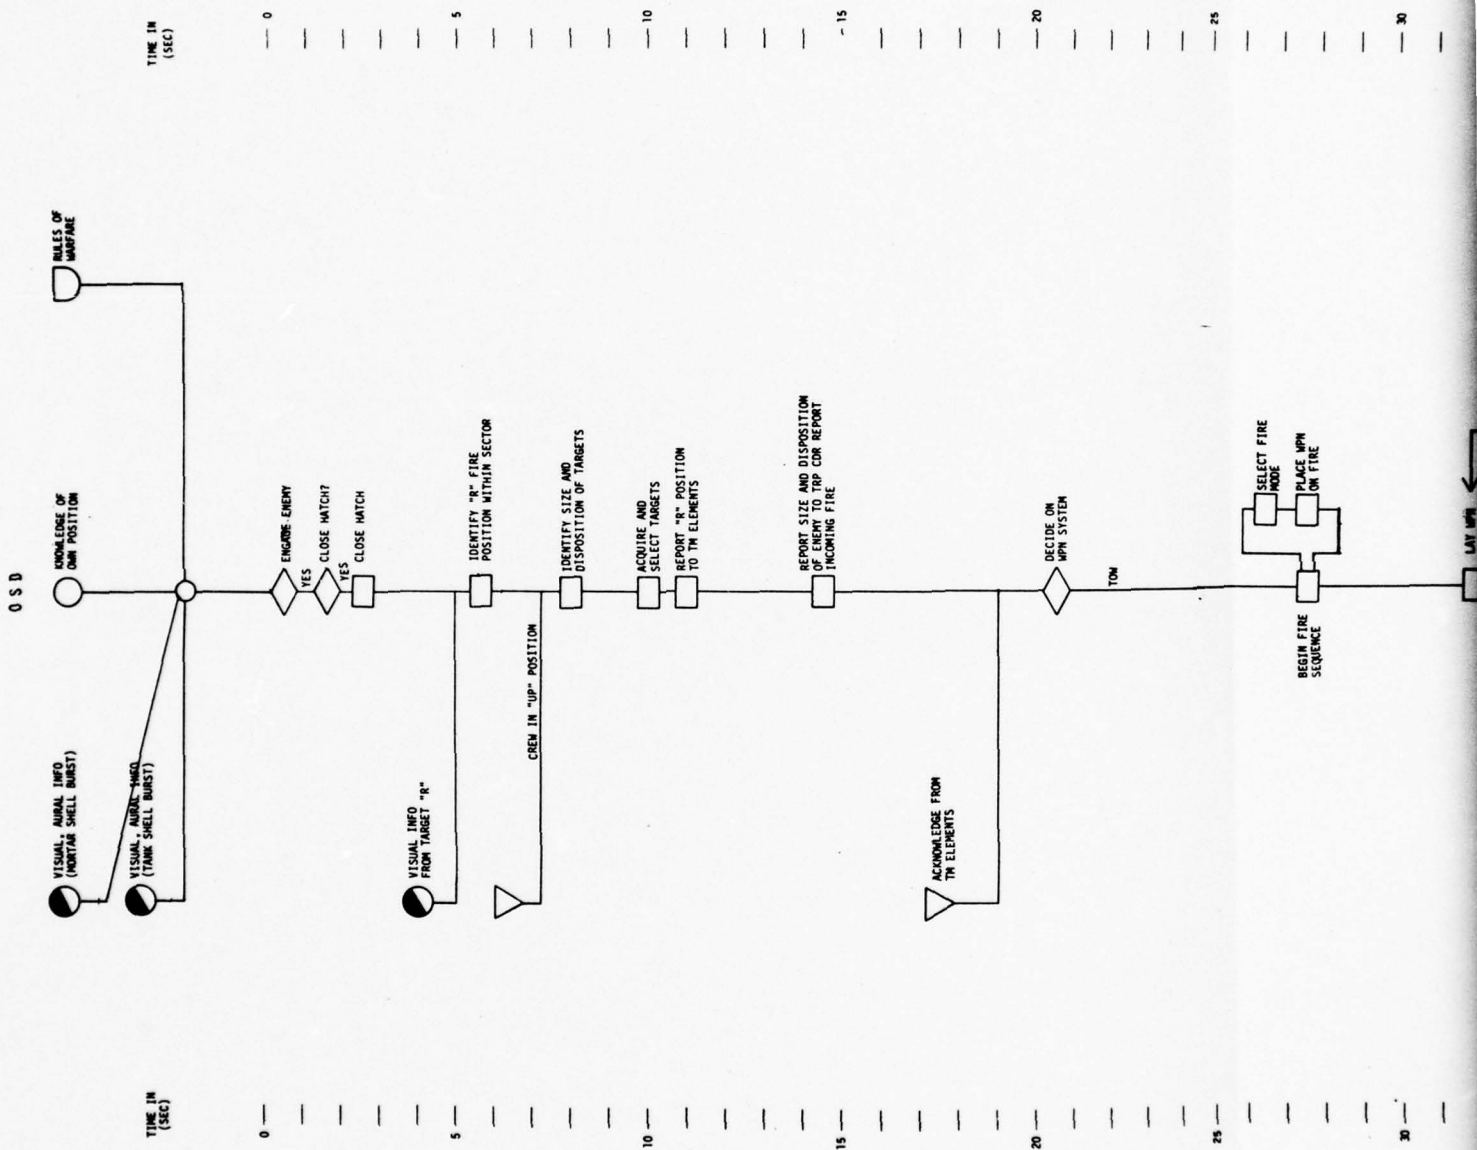 OSD
VISUAL, AURAL INFO
(MORTAR SHELL BURST)
KNOWLEDGE OF
OWN POSITION
RULES OF
WARFARE
VISUAL, AURAL INFO
(TANK SHELL BURST)
TIME IN
(SEC)
TIME IN
(SEC)
0
ENGAGE ENEMY
0
YES
CLOSE HATCH?
YES
CLOSE HATCH
VISUAL INFO
FROM TARGET "R"
5
5
IDENTIFY "R" FIRE
POSITION WITHIN SECTOR
CREW IN "UP" POSITION
IDENTIFY SIZE AND
DISPOSITION OF TARGETS
10
ACQUIRE AND
SELECT TARGETS
10
REPORT "R" POSITION
TO TM ELEMENTS
REPORT SIZE AND DISPOSITION
OF ENEMY TO TRP CDR REPORT
INCOMING FIRE
15
15
ACKNOWLEDGE FROM
TM ELEMENTS
20
DECIDE ON
WPN SYSTEM
20
TOW
25
25
SELECT FIRE
MODE
BEGIN FIRE
SEQUENCE
PLACE WPN
ON FIRE
30
30
LAY WPN